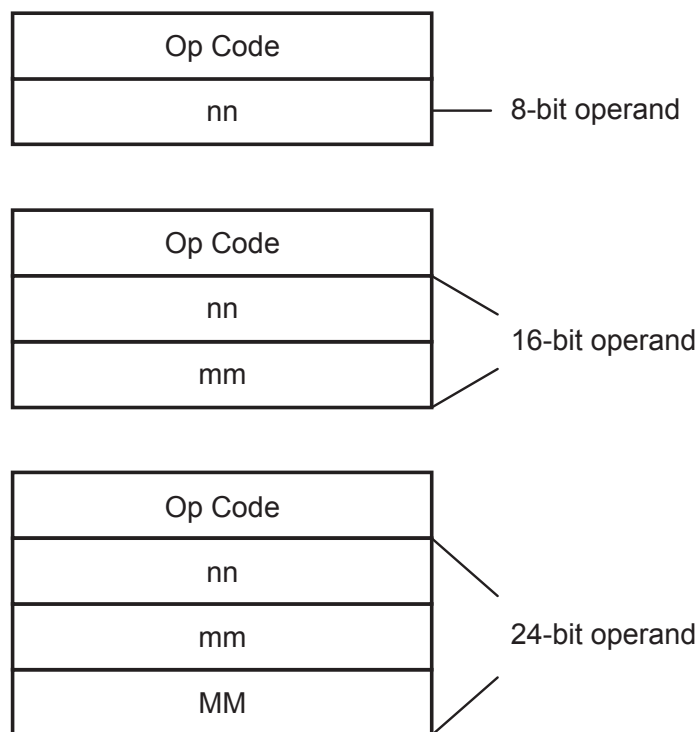 Op Code
nn
8-bit operand
Op Code
nn
mm
16-bit operand
Op Code
nn
mm
MM
24-bit operand